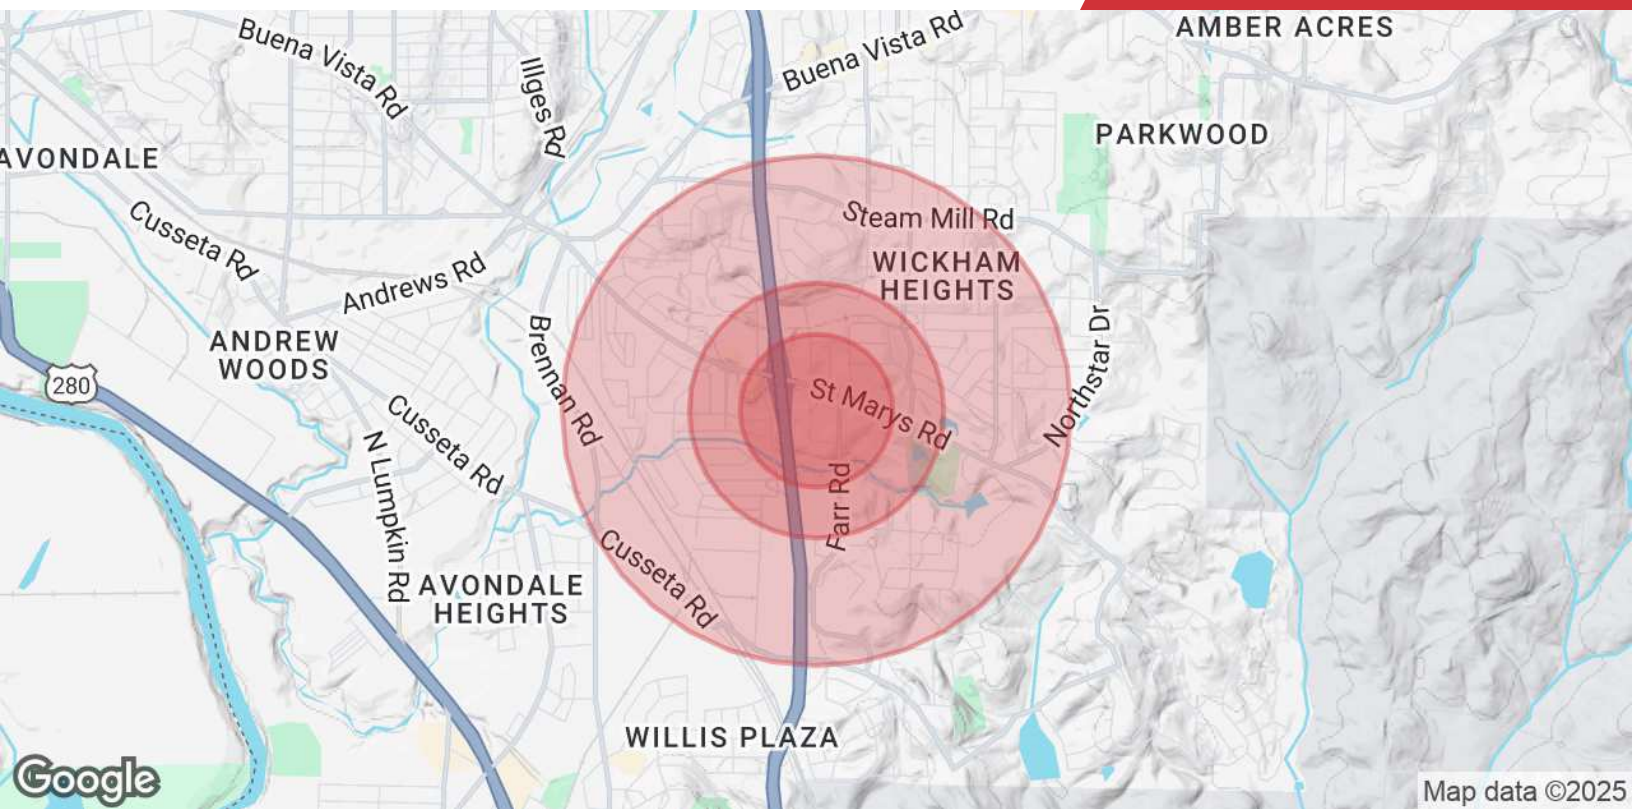 AMBER ACRES
Buena Vista Rd
Buena Vista Rd
Illges Rd
PARKWOOD
AVONDALE
Steam Mill Rd
Cusseta Rd
WICKHAM
HEIGHTS
Andrews Rd
ANDREW
WOODS
Brennan Rd
Northstar Dr
280
St Marys Rd
Cusseta Rd
N Lumpkin Rd
Farr Rd
Cusseta Rd
AVONDALE
HEIGHTS
WILLIS PLAZA
Google
Map data ©2025